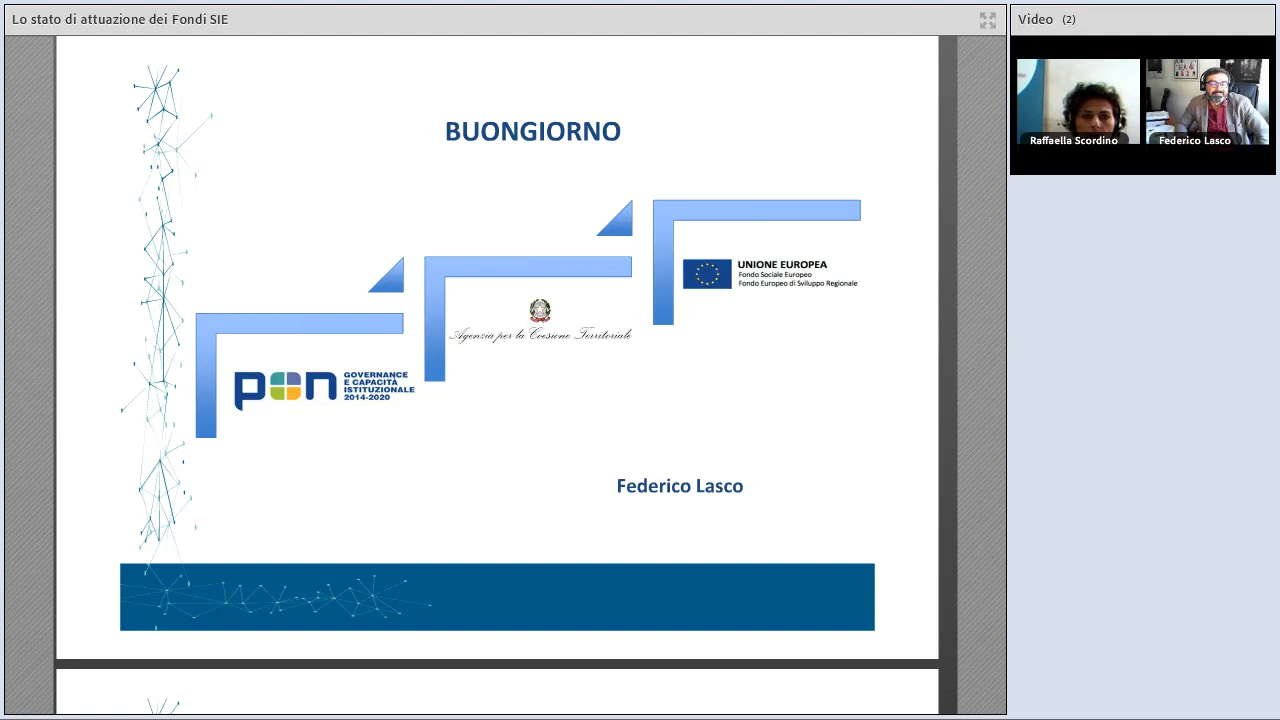 Lo stato di attuazione dei Fondi SIE
Video (2)
Raffaella Scordino
Federico Lasco
BUONGIORNO
UNIONE EUROPEA
Fondo Sociale Europeo
Fondo Europeo di Sviluppo Regionale
Agenzia per la Coesione Territoriale
pon
GOVERNANCE
E CAPACITÀ
ISTITUZIONALE
2014-2020
Federico Lasco